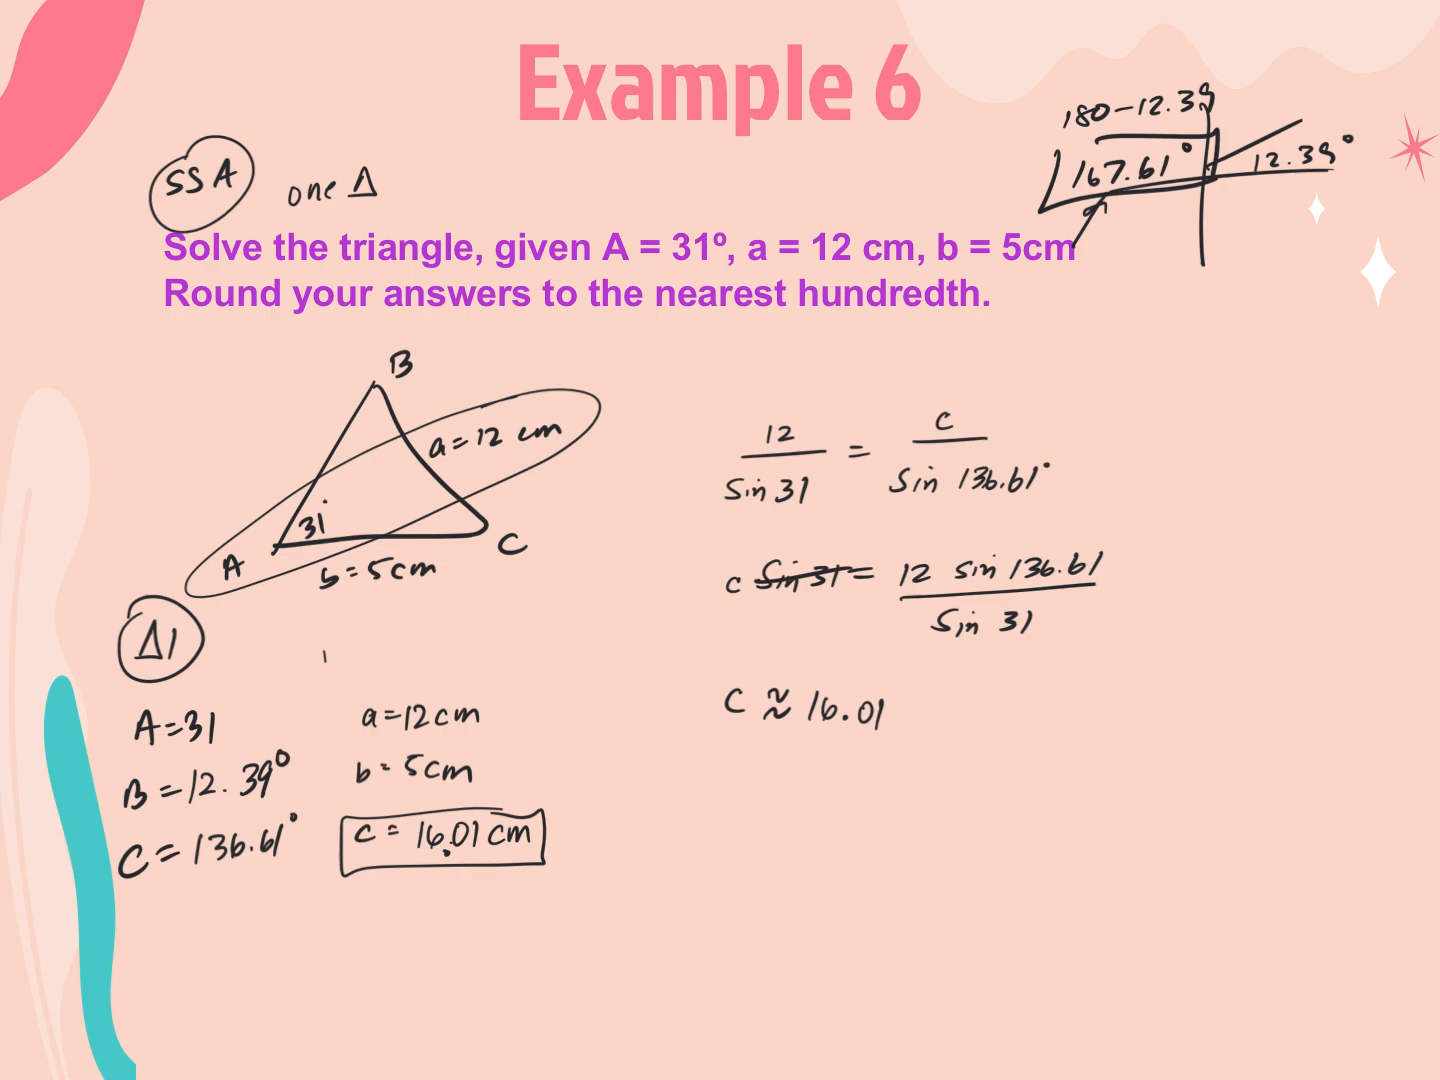 Example 6
180-12.39
167.61°
12.39°
SSA
one Δ
Solve the triangle, given A = 31º, a = 12 cm, b = 5cm
Round your answers to the nearest hundredth.
B
a = 12 cm
31°
A
C
b = 5cm
Δ1
A = 31
B = 12.39°
C = 136.61°
a = 12cm
b = 5cm
c = 16.01 cm
12/sin 31 = c/sin 136.61°
c sin 31 = 12 sin 136.61/sin 31
C ≈ 16.01